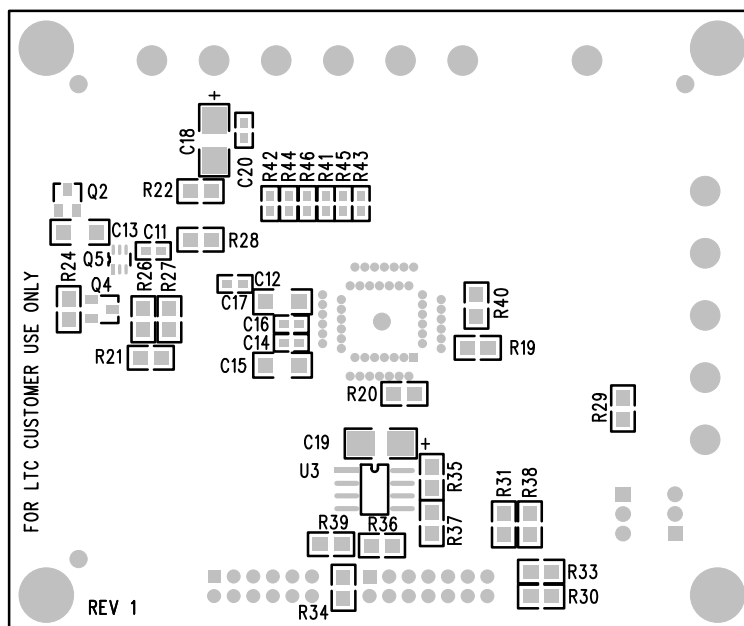 +
C18
C20
R42
R44
R46
R41
R45
R43
R22
Q2
C13
C11
R28
Q5
R24
Q4
R26
R27
C12
C17
C16
C14
C15
R21
R40
R19
R20
R29
C19
+
U3
R35
R37
R31
R38
R39
R36
R33
R30
R34
FOR LTC CUSTOMER USE ONLY
REV 1